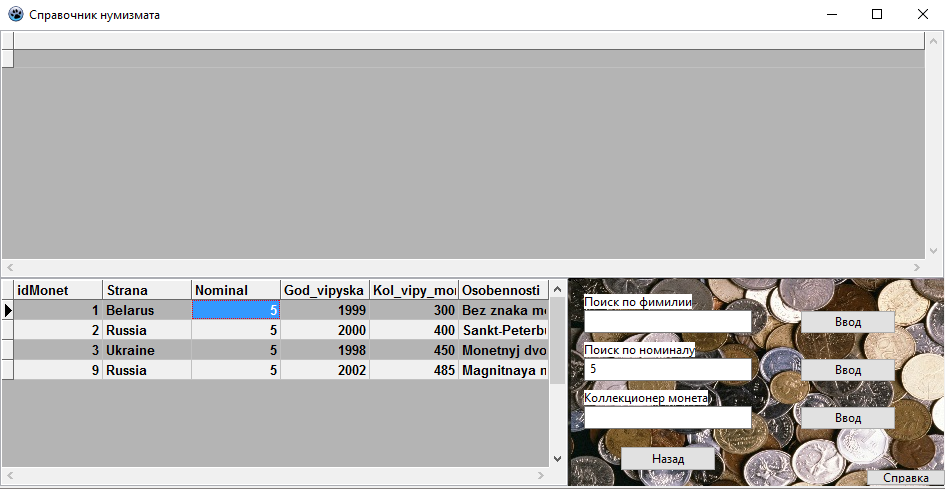 Справочник нумизмата
idMonet Strana Nominal God_vipyska Kol_vipy_mon Osobennosti
1 Belarus 5 1999 300 Bez znaka
2 Russia 5 2000 400 Sankt-Peterb
3 Ukraine 5 1998 450 Monetnyj dvo
9 Russia 5 2002 485 Magnitnaya
Поиск по фимилии
Ввод
Поиск по номиналу
5 Ввод
Коллекционер монета
Ввод
Назад
Справка